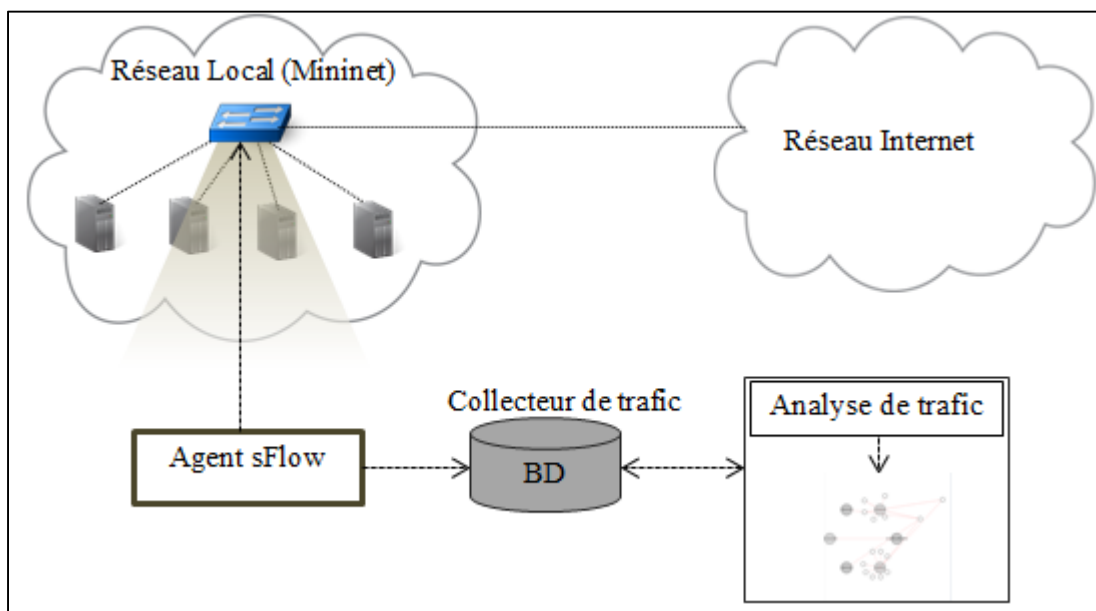 Réseau Local (Mininet)
Réseau Internet
Collecteur de trafic
Analyse de trafic
Agent sFlow
BD